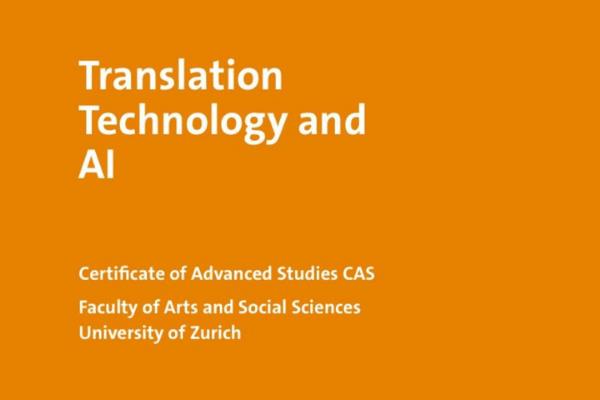 Translation
Technology and
AI
Certificate of Advanced Studies CAS
Faculty of Arts and Social Sciences
University of Zurich